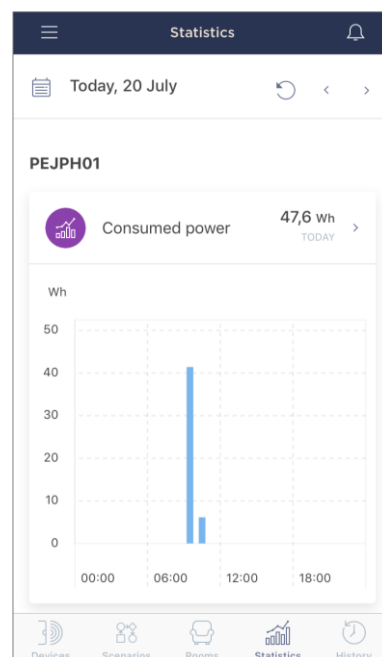 Statistics
Today, 20 July
PEJPH01
Consumed power
47,6 Wh
TODAY
Wh
50
40
30
20
10
0
00:00 06:00 12:00 18:00
Devices Scenarios Rooms Statistics History